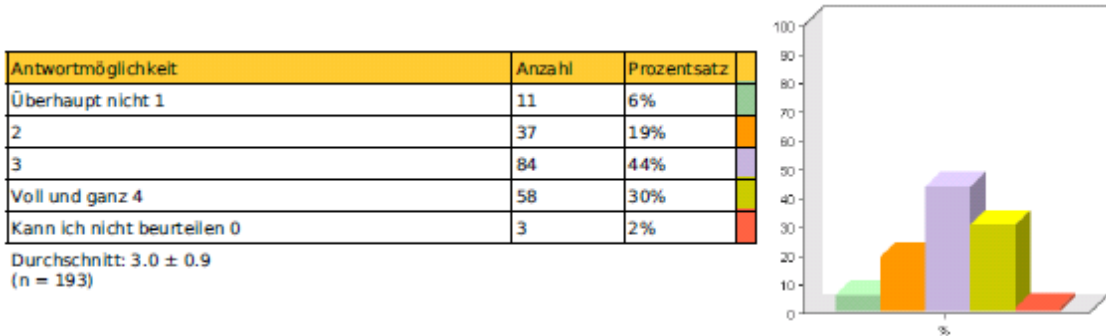 Antwortmöglichkeit Anzahl Prozentsatz
Überhaupt nicht 1 11 6%
2 37 19%
3 84 44%
Voll und ganz 4 58 30%
Kann ich nicht beurteilen 0 3 2%
Durchschnitt: 3.0 ± 0.9
(n = 193)
100
90
80
70
60
50
40
30
20
10
0
%